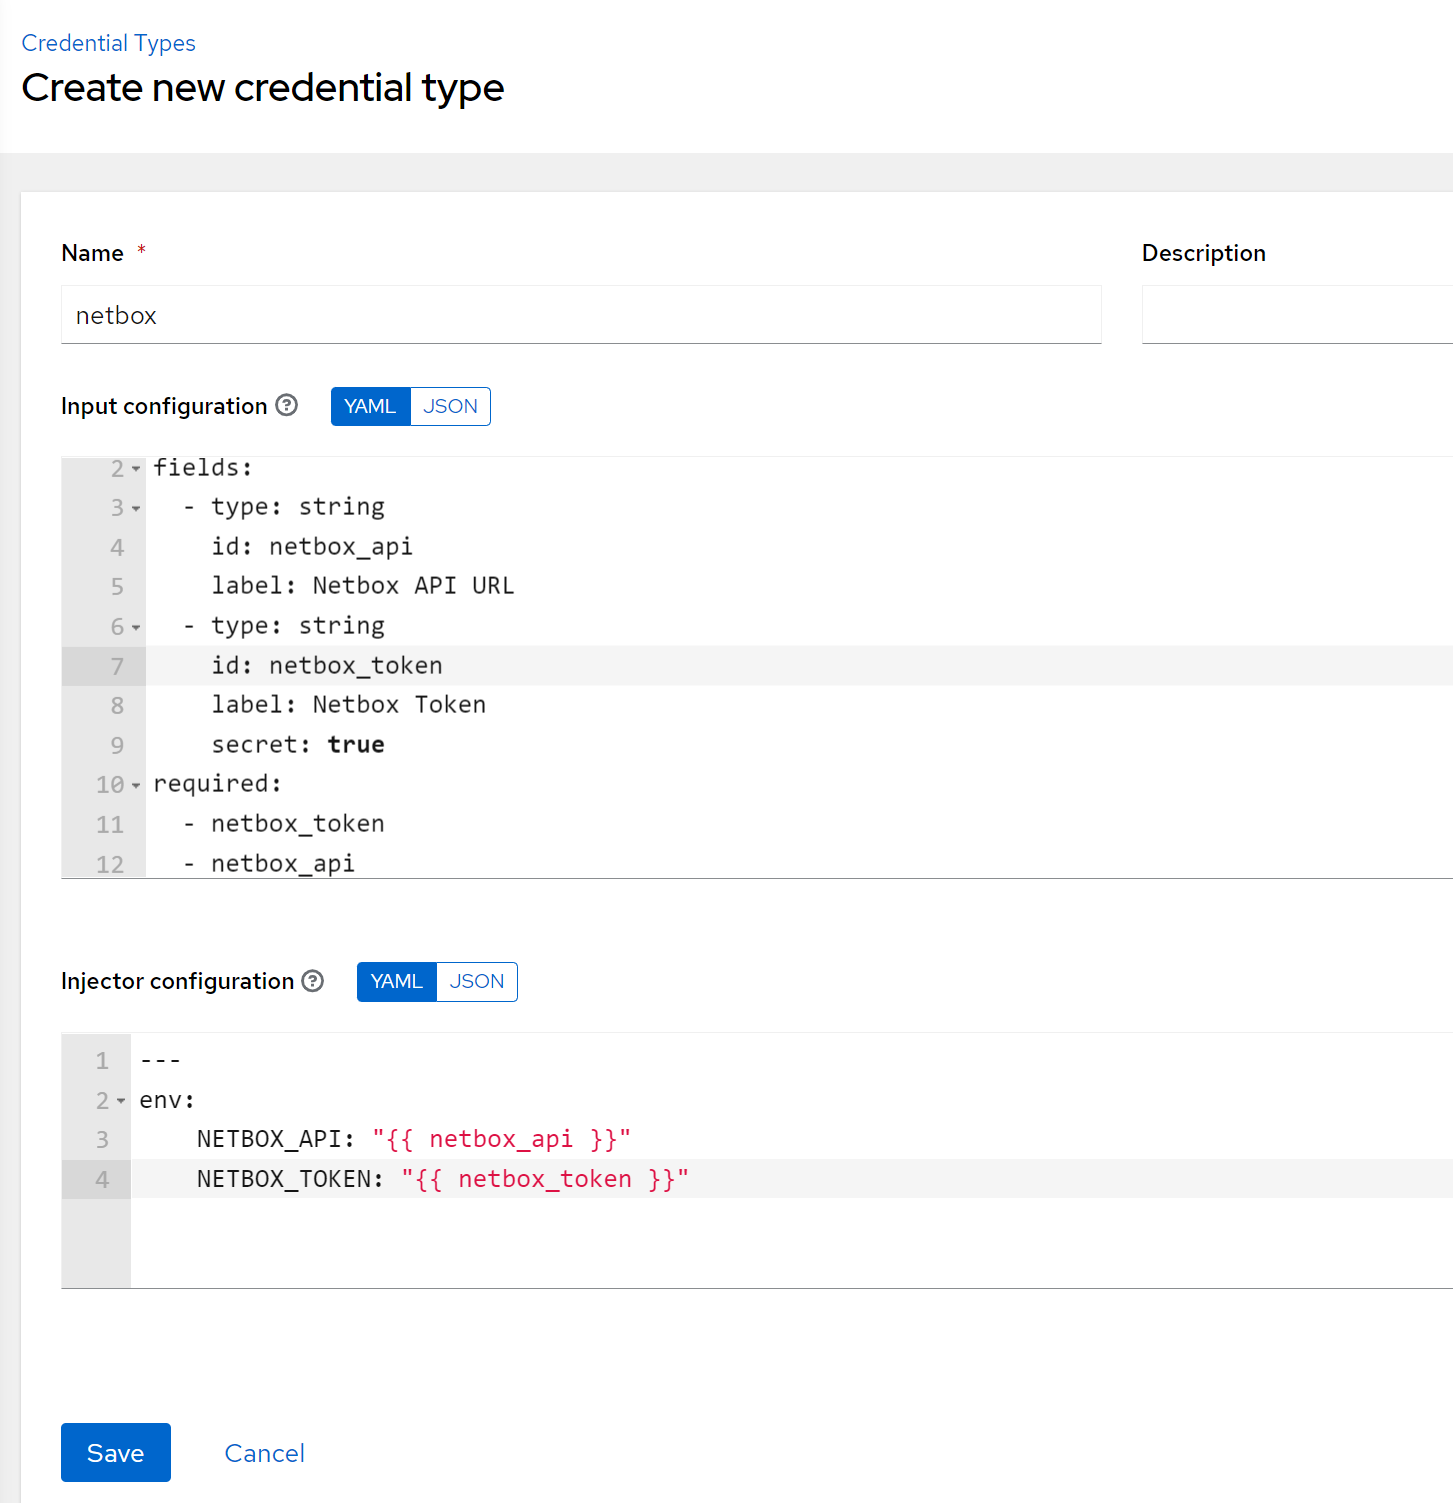 Credential Types
Create new credential type
Name *
Description
netbox
Input configuration ? YAML JSON
2 fields:
3   - type: string
4     id: netbox_api
5     label: Netbox API URL
6   - type: string
7     id: netbox_token
8     label: Netbox Token
9     secret: true
10 required:
11   - netbox_token
12   - netbox_api
Injector configuration ? YAML JSON
1 ---
2 env:
3     NETBOX_API: "{{ netbox_api }}"
4     NETBOX_TOKEN: "{{ netbox_token }}"
Save Cancel